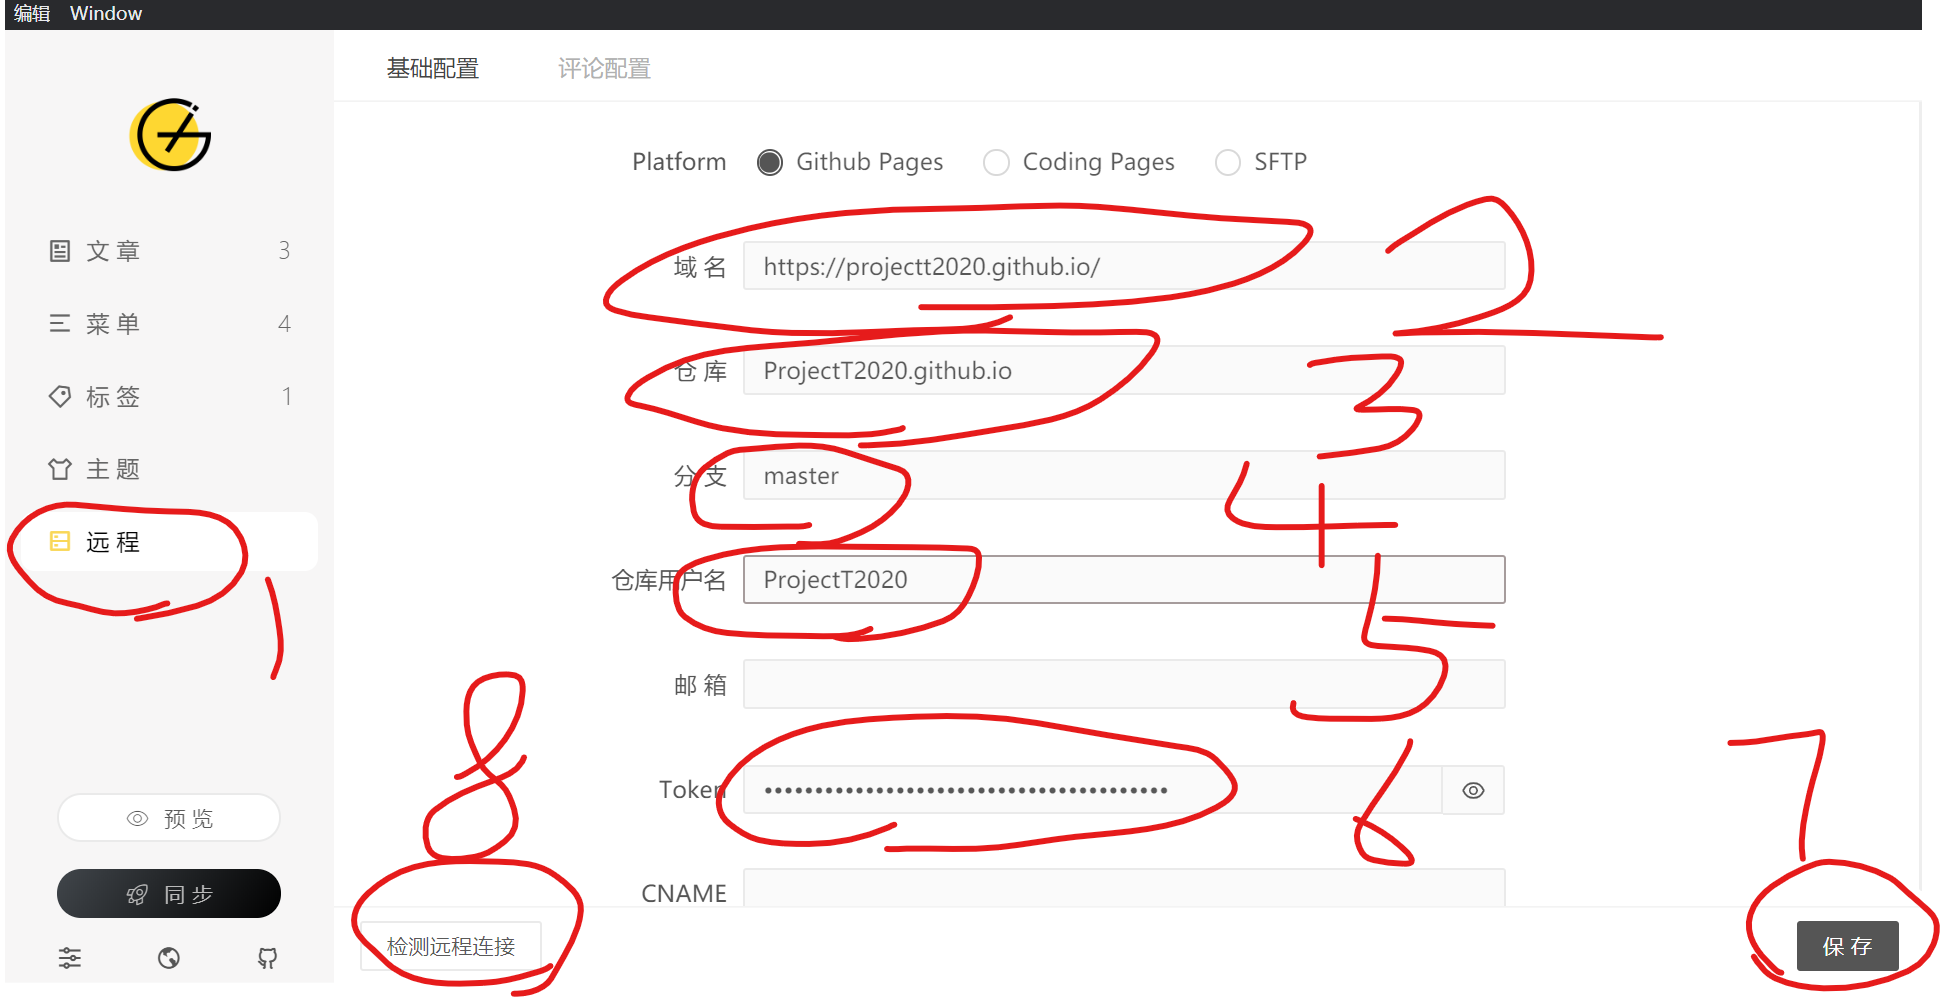 编辑 Window
基础配置 评论配置
Platform Github Pages Coding Pages SFTP
文章 3
域名 https://projectt2020.github.io/ 2
菜单 4
仓库 ProjectT2020.github.io 3
标签 1
主题
分支 master 4
远程
1
仓库用户名 ProjectT2020 5
邮箱
Token ●●●●●●●●●●●●●●●●●●●●●●●●●●●●●●●●●●●●●●●● 6
预览
7
8
同步
CNAME
检测远程连接 保存